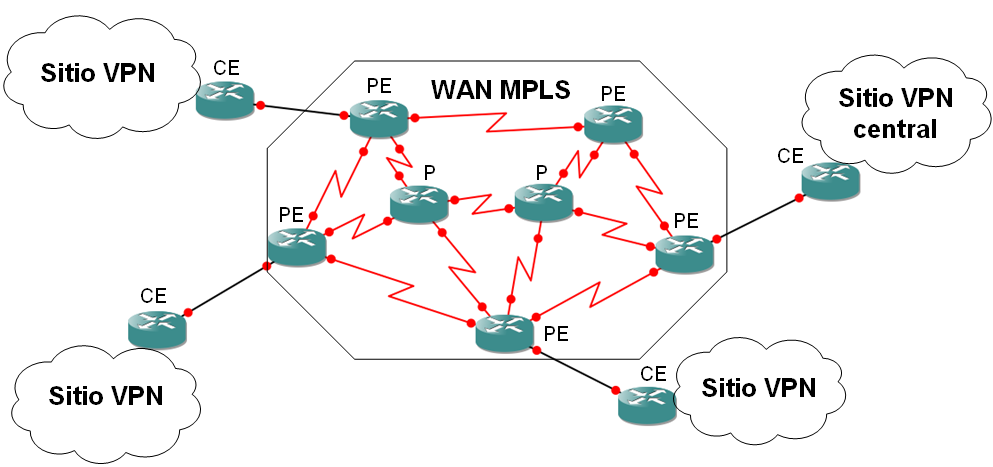 Sitio VPN
CE
PE
WAN MPLS
PE
Sitio VPN
central
CE
P
P
PE
PE
CE
PE
CE
Sitio VPN
Sitio VPN